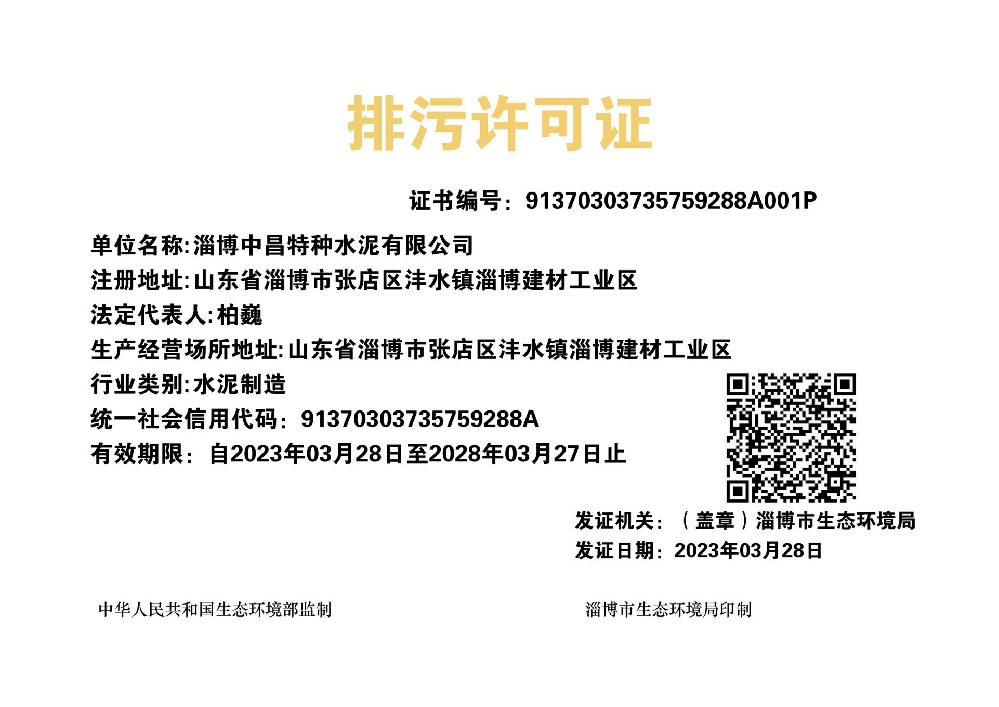 排污许可证
证书编号：91370303735759288A001P
单位名称:淄博中昌特种水泥有限公司
注册地址:山东省淄博市张店区沣水镇淄博建材工业区
法定代表人:柏巍
生产经营场所地址:山东省淄博市张店区沣水镇淄博建材工业区
行业类别:水泥制造
统一社会信用代码：91370303735759288A
有效期限：自2023年03月28日至2028年03月27日止
发证机关：（盖章）淄博市生态环境局
发证日期：2023年03月28日
中华人民共和国生态环境部监制
淄博市生态环境局印制